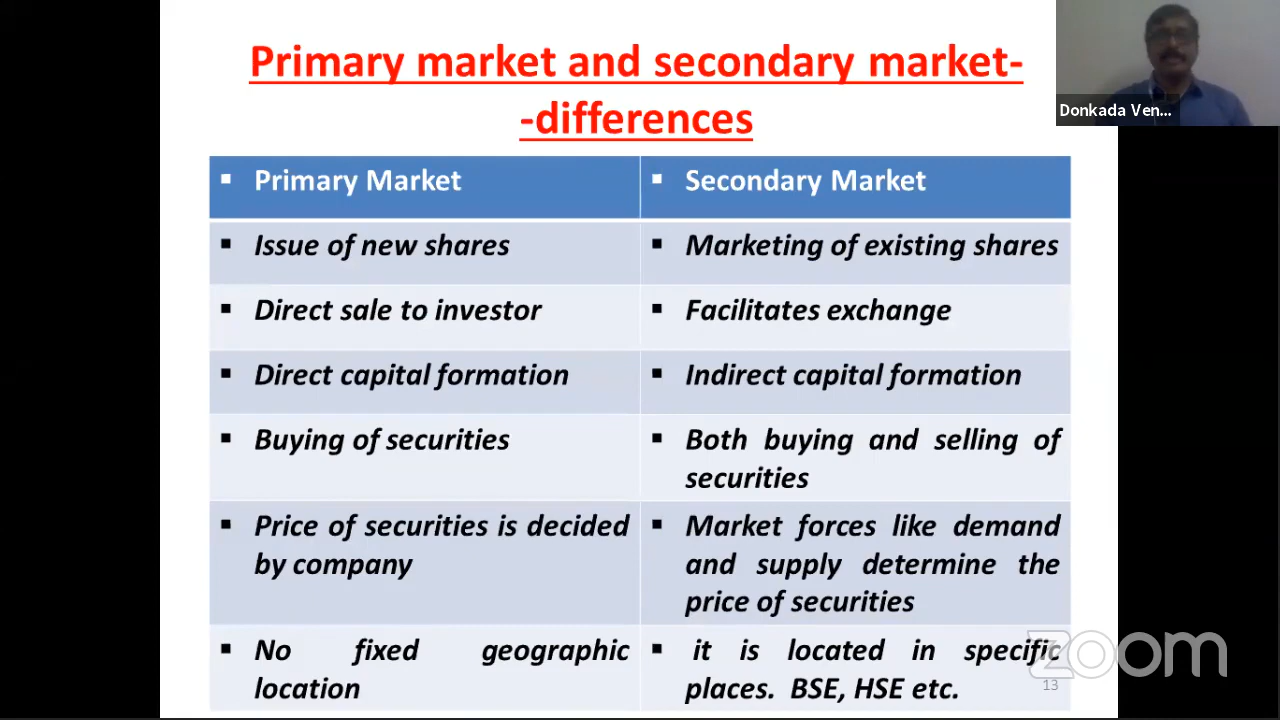 Primary market and secondary market-
-differences
Donkada Ven...
▪ Primary Market
▪ Secondary Market
▪ Issue of new shares
▪ Marketing of existing shares
▪ Direct sale to investor
▪ Facilitates exchange
▪ Direct capital formation
▪ Indirect capital formation
▪ Buying of securities
▪ Both buying and selling of
securities
▪ Price of securities is decided
by company
▪ Market forces like demand
and supply determine the
price of securities
▪ No fixed geographic
location
▪ it is located in specific
places. BSE, HSE etc.
zoom
13